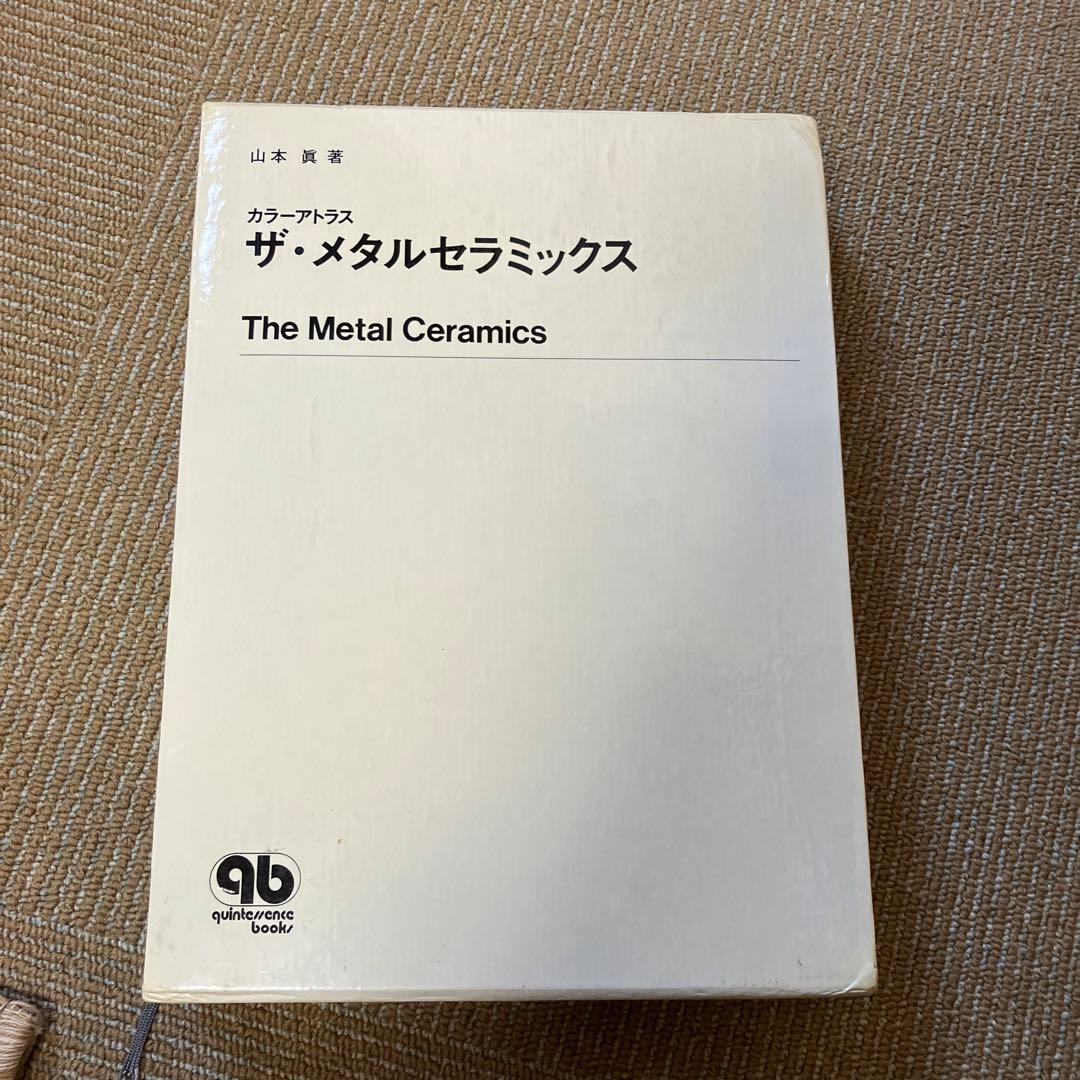 山本 眞 著
カラーアトラス
ザ・メタルセラミックス
The Metal Ceramics
qb
quintessence
books